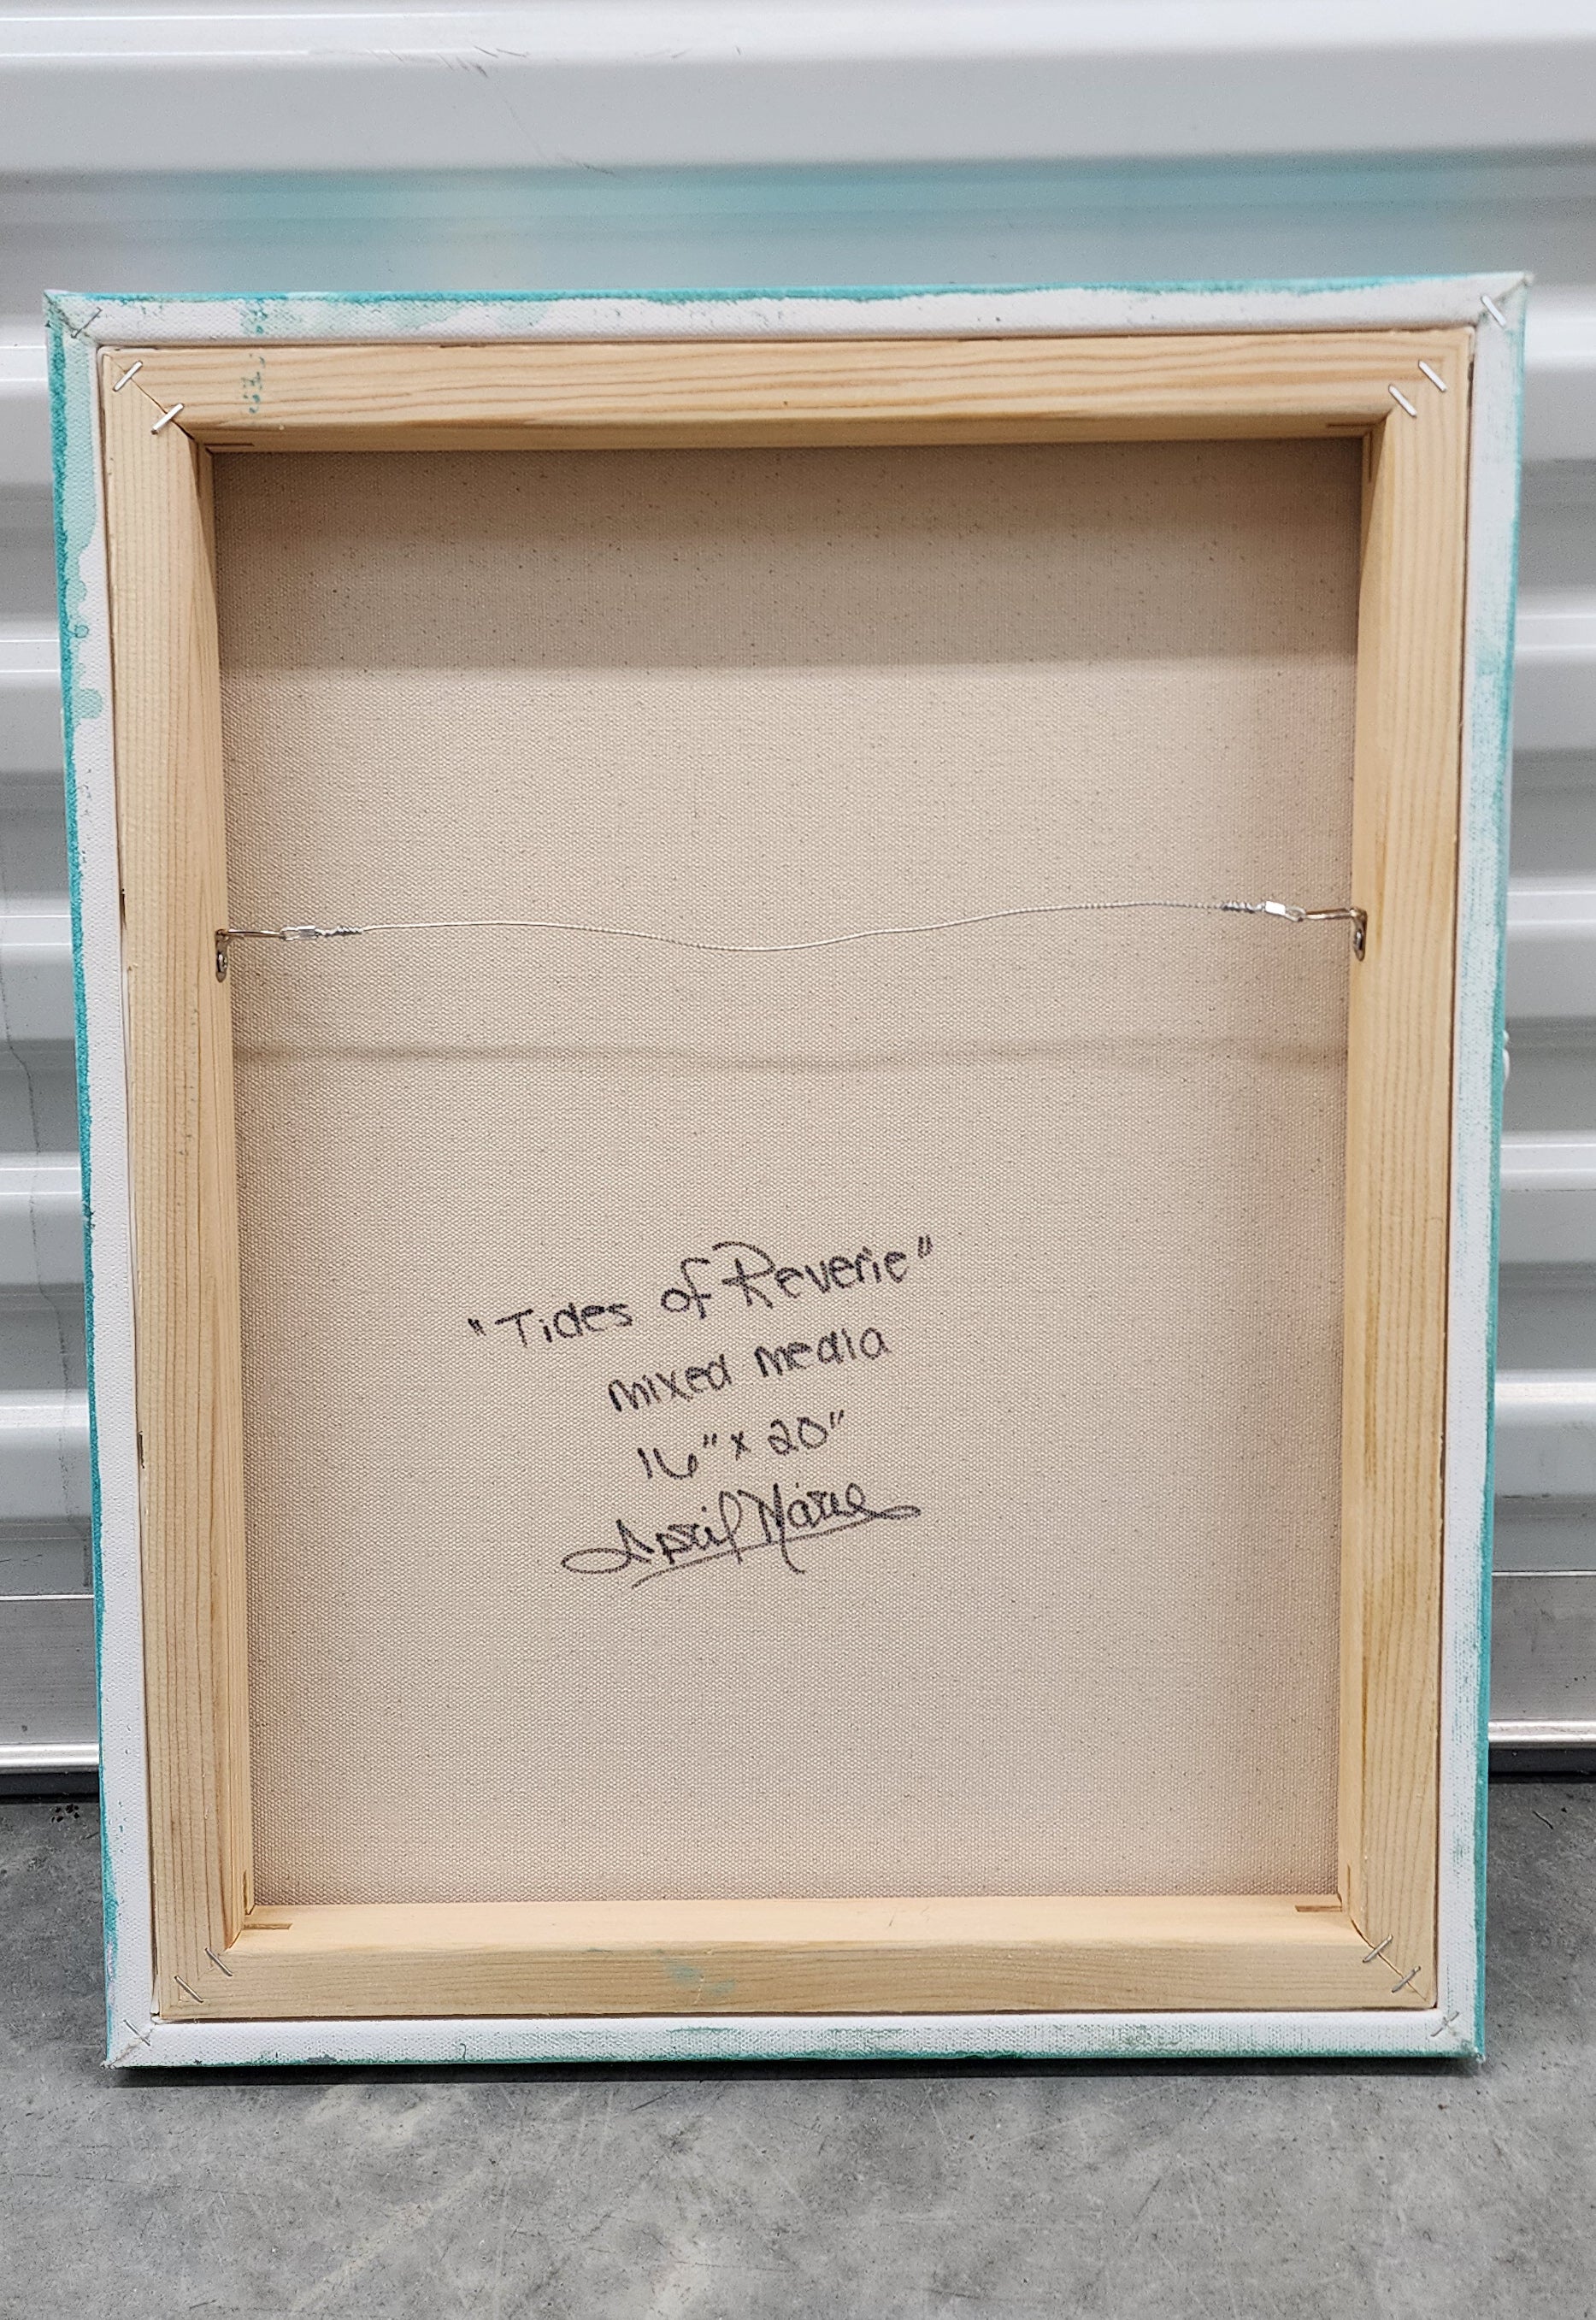 "Tides of Reverie"
mixed media
16" x 20"
April Marie